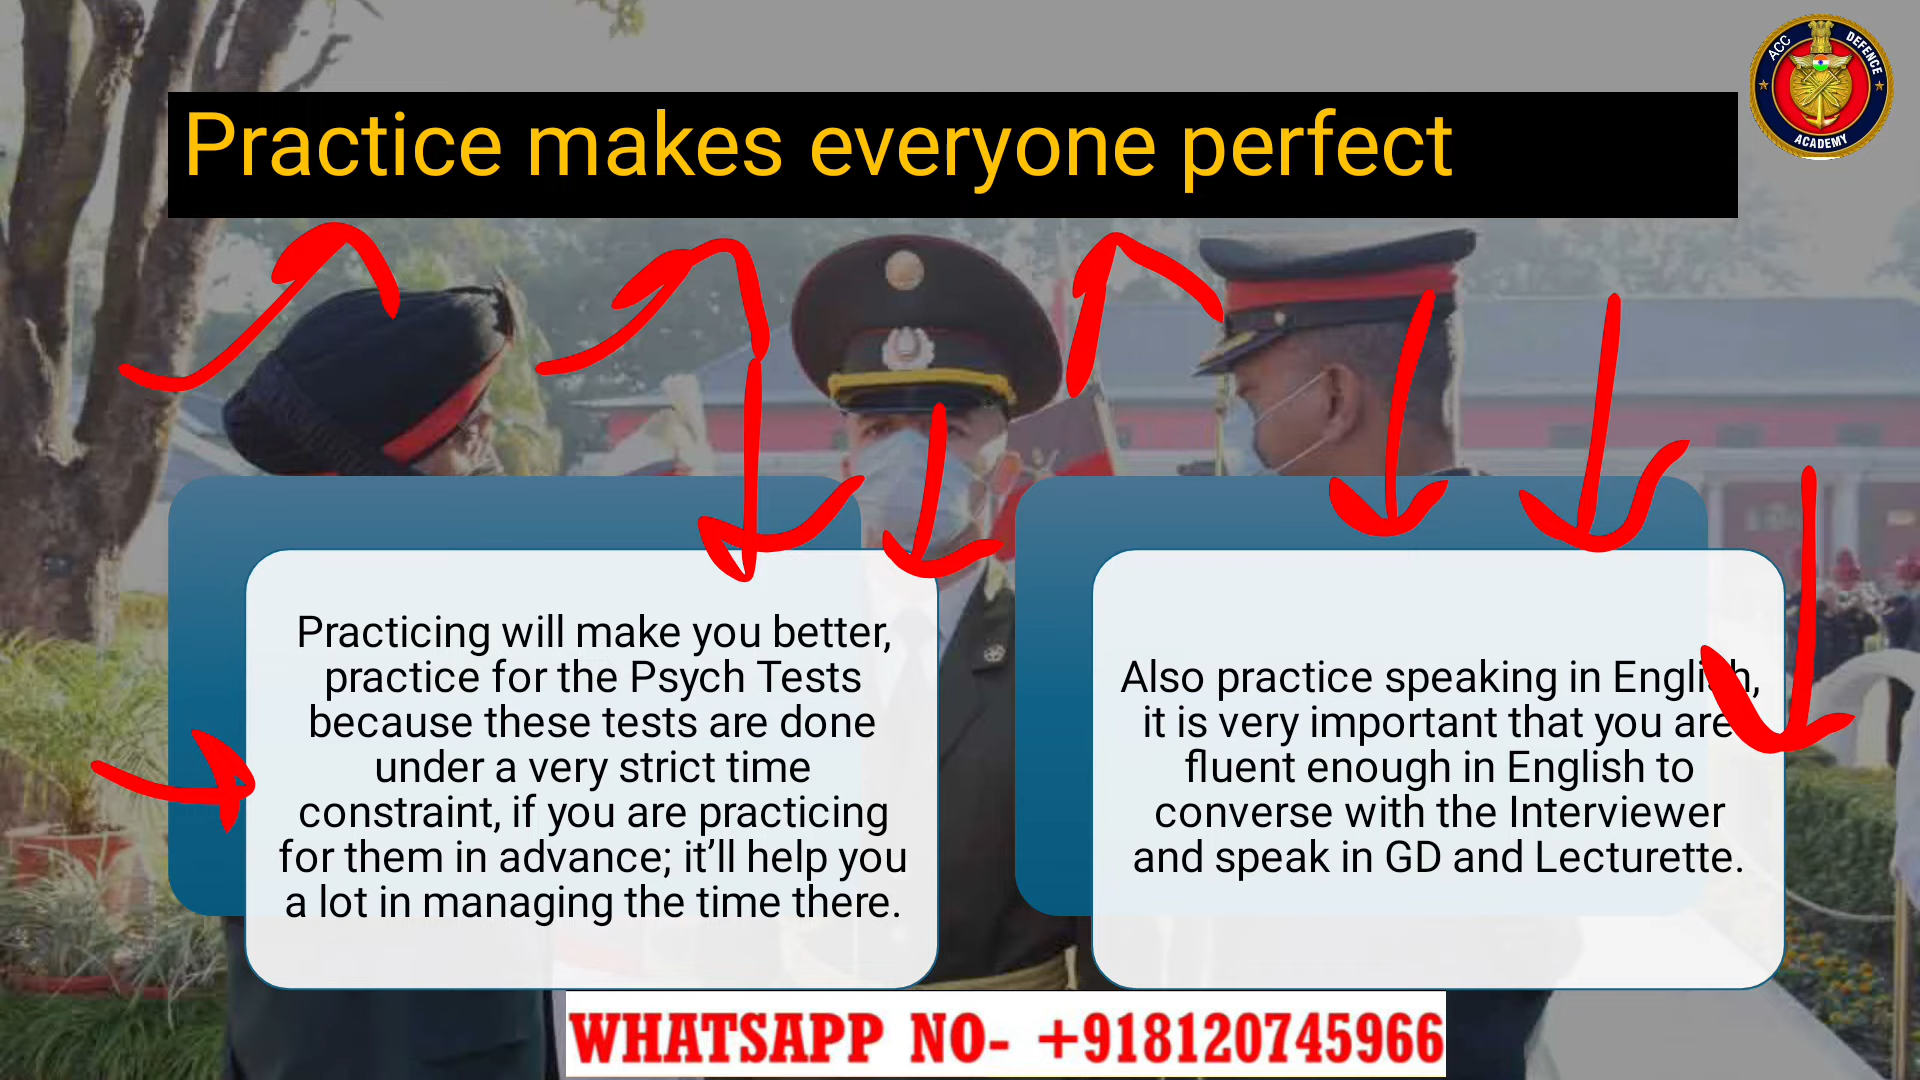 ACC DEFENCE
ACADEMY
Practice makes everyone perfect
Practicing will make you better,
practice for the Psych Tests
because these tests are done
under a very strict time
constraint, if you are practicing
for them in advance; it’ll help you
a lot in managing the time there.
Also practice speaking in English,
it is very important that you are
fluent enough in English to
converse with the Interviewer
and speak in GD and Lecturette.
WHATSAPP NO- +918120745966